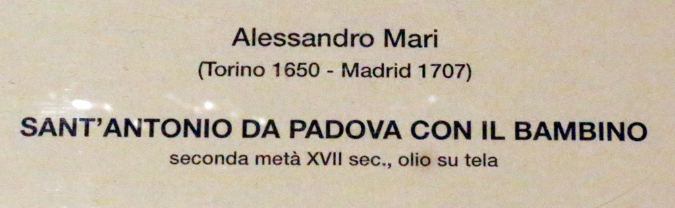 Alessandro Mari
(Torino 1650 - Madrid 1707)
SANT'ANTONIO DA PADOVA CON IL BAMBINO
seconda metà XVII sec., olio su tela